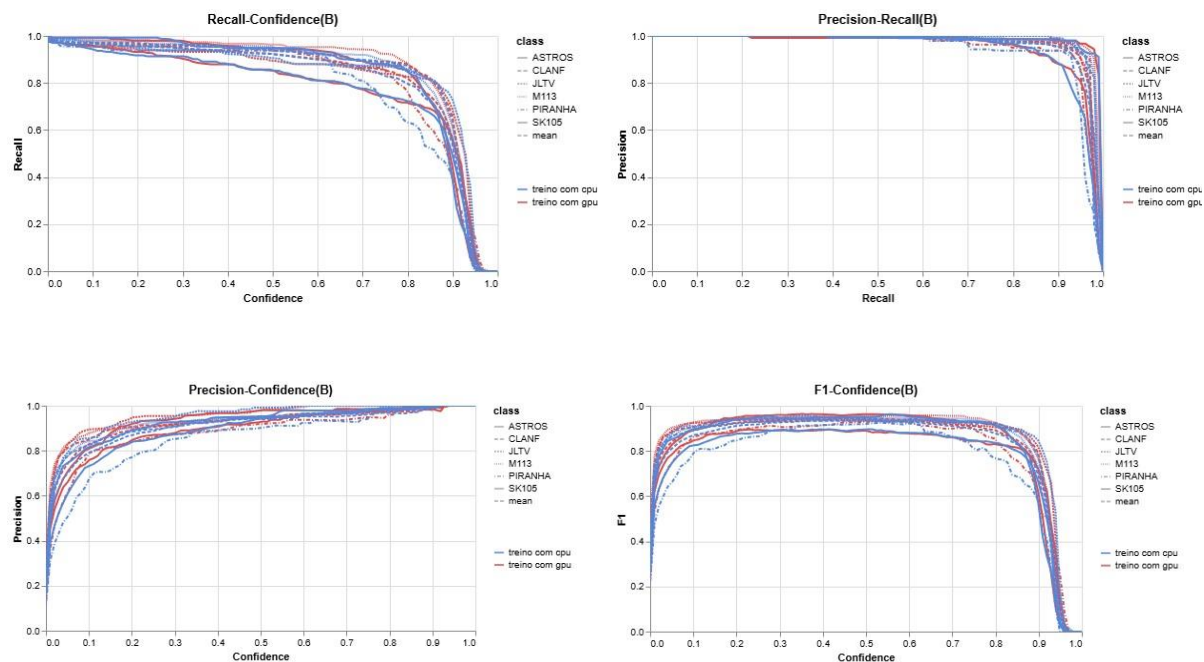 Recall-Confidence(B)
1.0
0.8
0.6
0.4
0.2
0.0
Recall
0.0 0.1 0.2 0.3 0.4 0.5 0.6 0.7 0.8 0.9 1.0
Confidence
class
ASTROS
CLANF
JLTV
M113
PIRANHA
SK105
mean
treino com cpu
treino com gpu
Precision-Recall(B)
1.0
0.8
0.6
0.4
0.2
0.0
Precision
0.0 0.1 0.2 0.3 0.4 0.5 0.6 0.7 0.8 0.9 1.0
Recall
class
ASTROS
CLANF
JLTV
M113
PIRANHA
SK105
mean
treino com cpu
treino com gpu
Precision-Confidence(B)
1.0
0.8
0.6
0.4
0.2
0.0
Precision
0.0 0.1 0.2 0.3 0.4 0.5 0.6 0.7 0.8 0.9 1.0
Confidence
class
ASTROS
CLANF
JLTV
M113
PIRANHA
SK105
mean
treino com cpu
treino com gpu
F1-Confidence(B)
1.0
0.8
0.6
0.4
0.2
0.0
F1
0.0 0.1 0.2 0.3 0.4 0.5 0.6 0.7 0.8 0.9 1.0
Confidence
class
ASTROS
CLANF
JLTV
M113
PIRANHA
SK105
mean
treino com cpu
treino com gpu